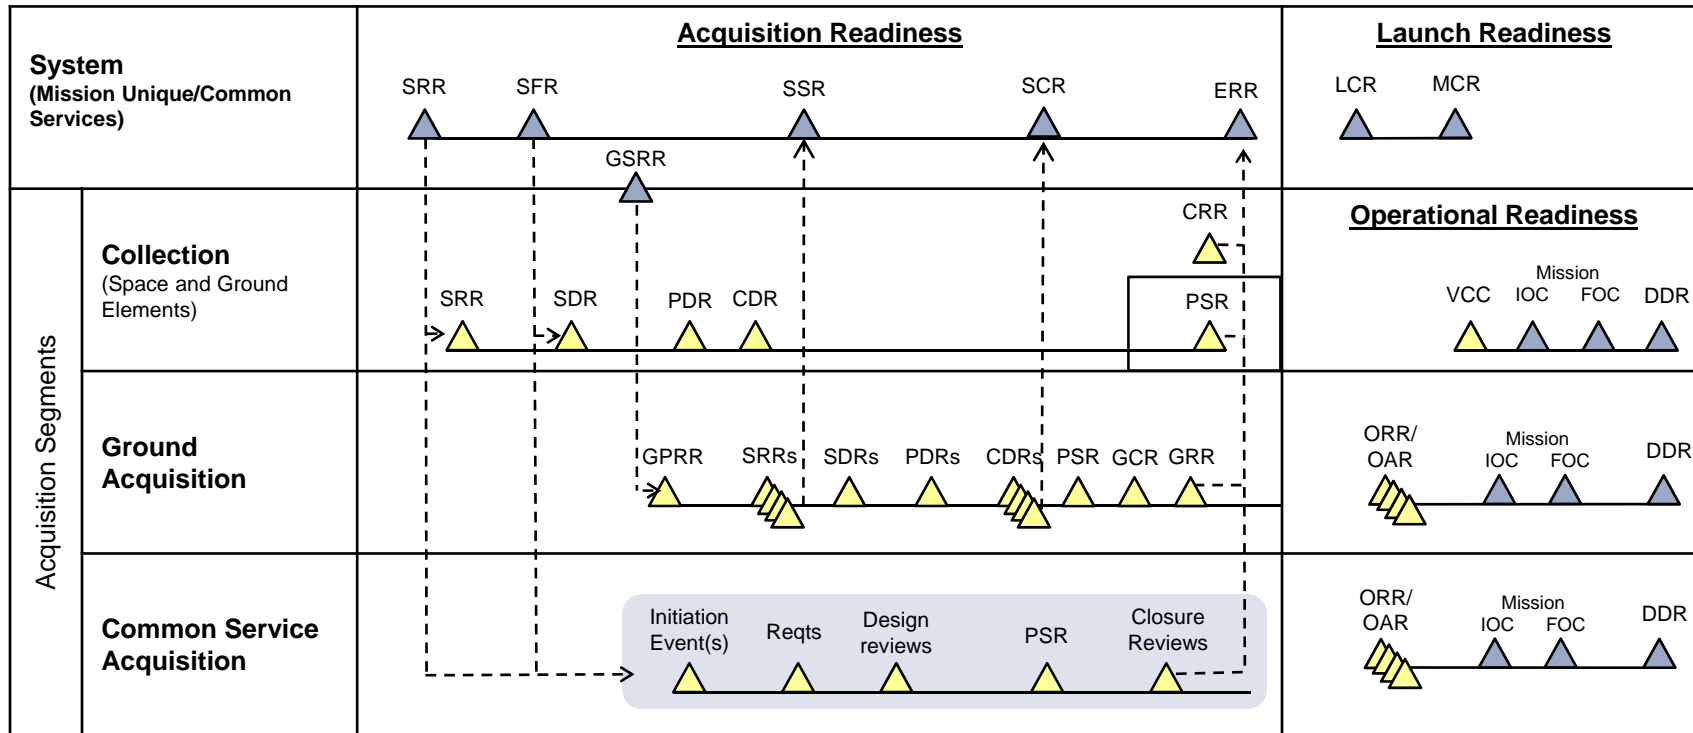 Acquisition Readiness
Launch Readiness
System
(Mission Unique/Common
Services)
SRR
SFR
SSR
SCR
ERR
LCR
MCR
GSRR
Acquisition Segments
Collection
(Space and Ground
Elements)
CRR
SRR
SDR
PDR
CDR
PSR
Operational Readiness
VCC
Mission
IOC
FOC
DDR
Ground
Acquisition
GPRR
SRRs
SDRs
PDRs
CDRs
PSR
GCR
GRR
ORR/
OAR
Mission
IOC
FOC
DDR
Common Service
Acquisition
Initiation
Event(s)
Reqts
Design
reviews
PSR
Closure
Reviews
ORR/
OAR
Mission
IOC
FOC
DDR